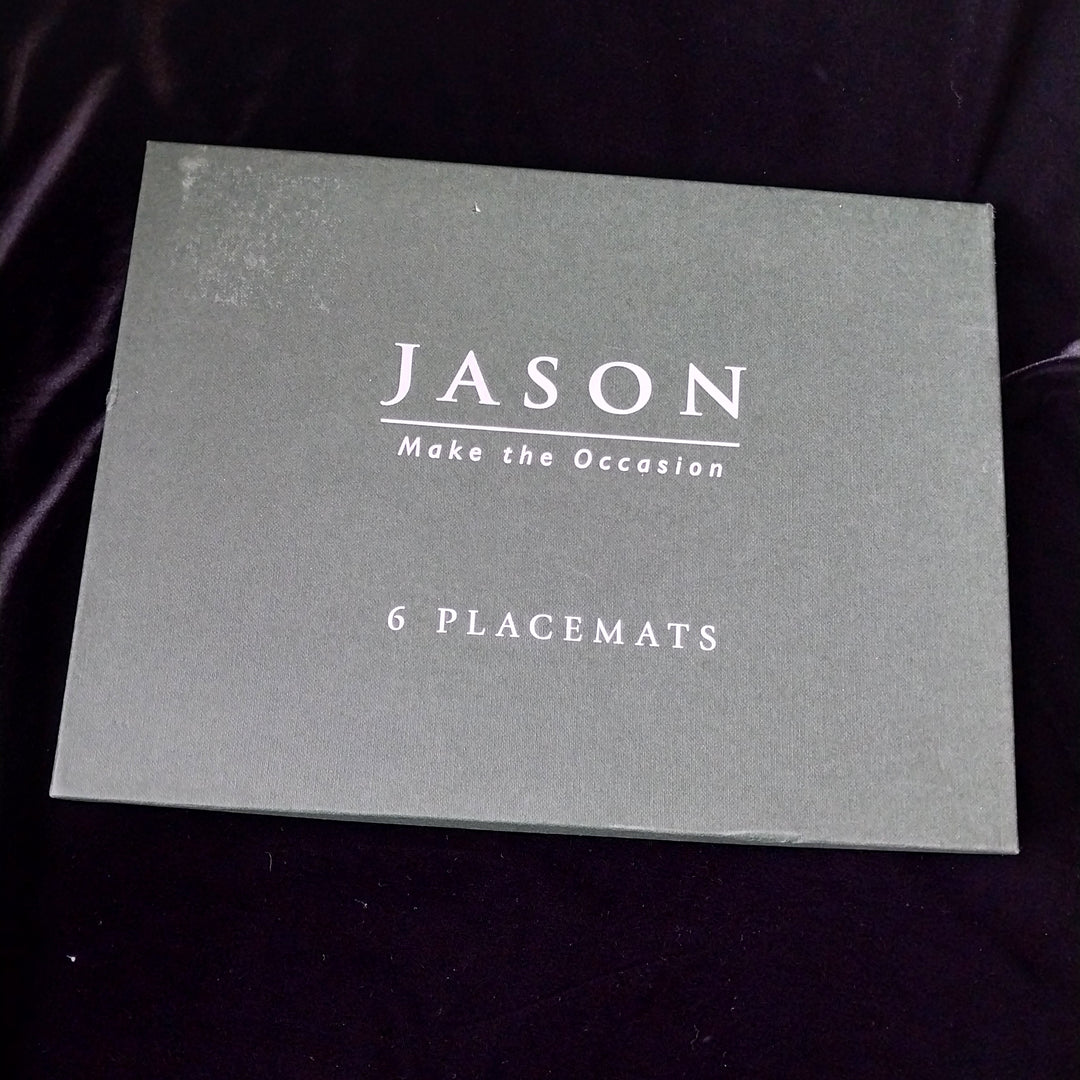 JASON
Make the Occasion
6 PLACEMATS